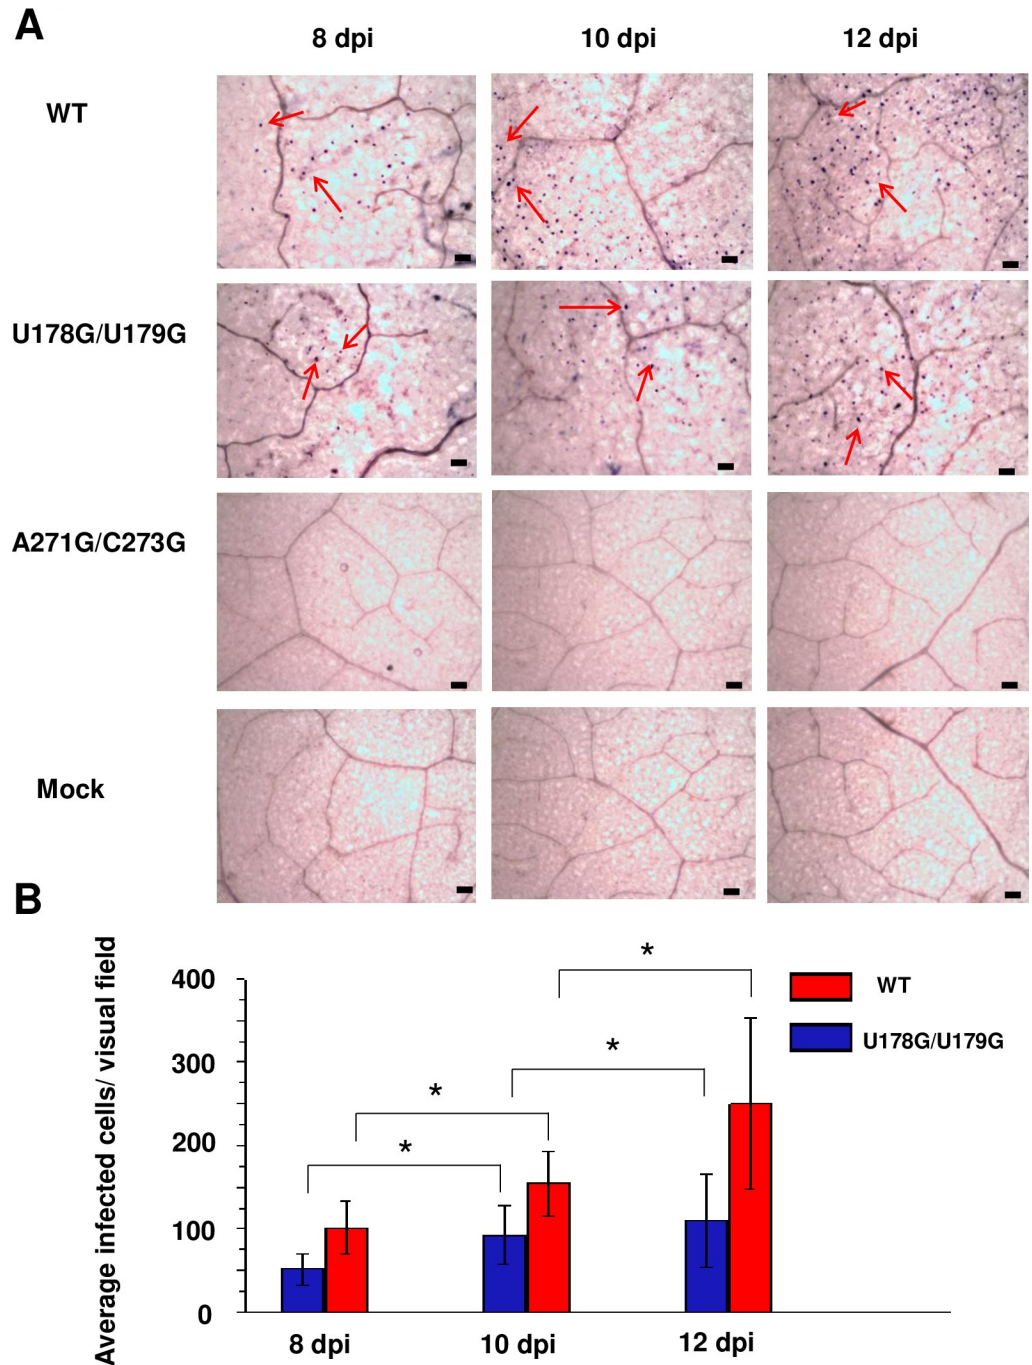 A
8 dpi 10 dpi 12 dpi
WT
U178G/U179G
A271G/C273G
Mock
B
Average infected cells/ visual field
400
300
200
100
0
*
*
*
*
WT
U178G/U179G
8 dpi 10 dpi 12 dpi